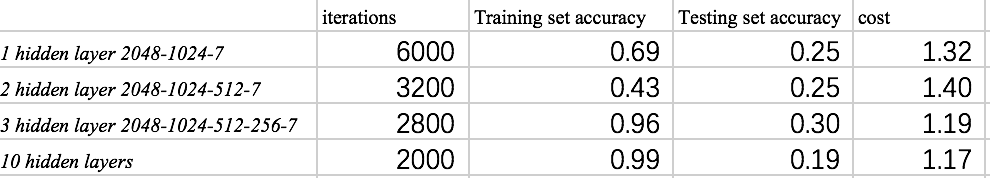 iterations Training set accuracy Testing set accuracy cost
1 hidden layer 2048-1024-7 6000 0.69 0.25 1.32
2 hidden layer 2048-1024-512-7 3200 0.43 0.25 1.40
3 hidden layer 2048-1024-512-256-7 2800 0.96 0.30 1.19
10 hidden layers 2000 0.99 0.19 1.17